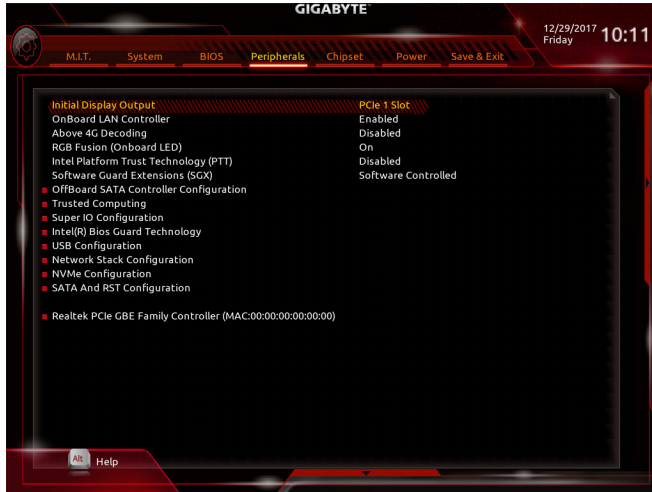 GIGABYTE
12/29/2017
Friday
10:11
M.I.T. System BIOS Peripherals Chipset Power Save & Exit
Initial Display Output PCIe 1 Slot
OnBoard LAN Controller Enabled
Above 4G Decoding Disabled
RGB Fusion (Onboard LED) On
Intel Platform Trust Technology (PTT) Disabled
Software Guard Extensions (SGX) Software Controlled
OffBoard SATA Controller Configuration
Trusted Computing
Super IO Configuration
Intel(R) Bios Guard Technology
USB Configuration
Network Stack Configuration
NVMe Configuration
SATA And RST Configuration
Realtek PCIe GBE Family Controller (MAC:00:00:00:00:00:00)
Alt Help